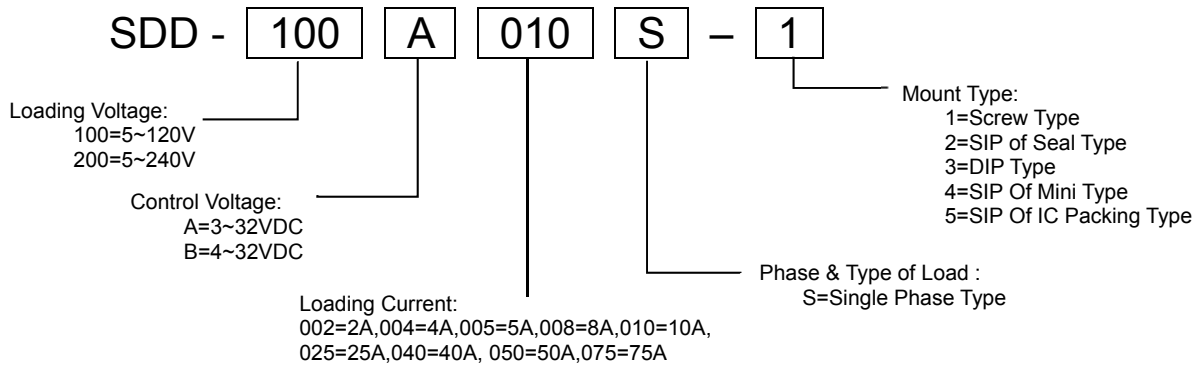 SDD - 100 A 010 S – 1
Loading Voltage:
100=5~120V
200=5~240V
Control Voltage:
A=3~32VDC
B=4~32VDC
Loading Current:
002=2A,004=4A,005=5A,008=8A,010=10A,
025=25A,040=40A, 050=50A,075=75A
Phase & Type of Load :
S=Single Phase Type
Mount Type:
1=Screw Type
2=SIP of Seal Type
3=DIP Type
4=SIP Of Mini Type
5=SIP Of IC Packing Type